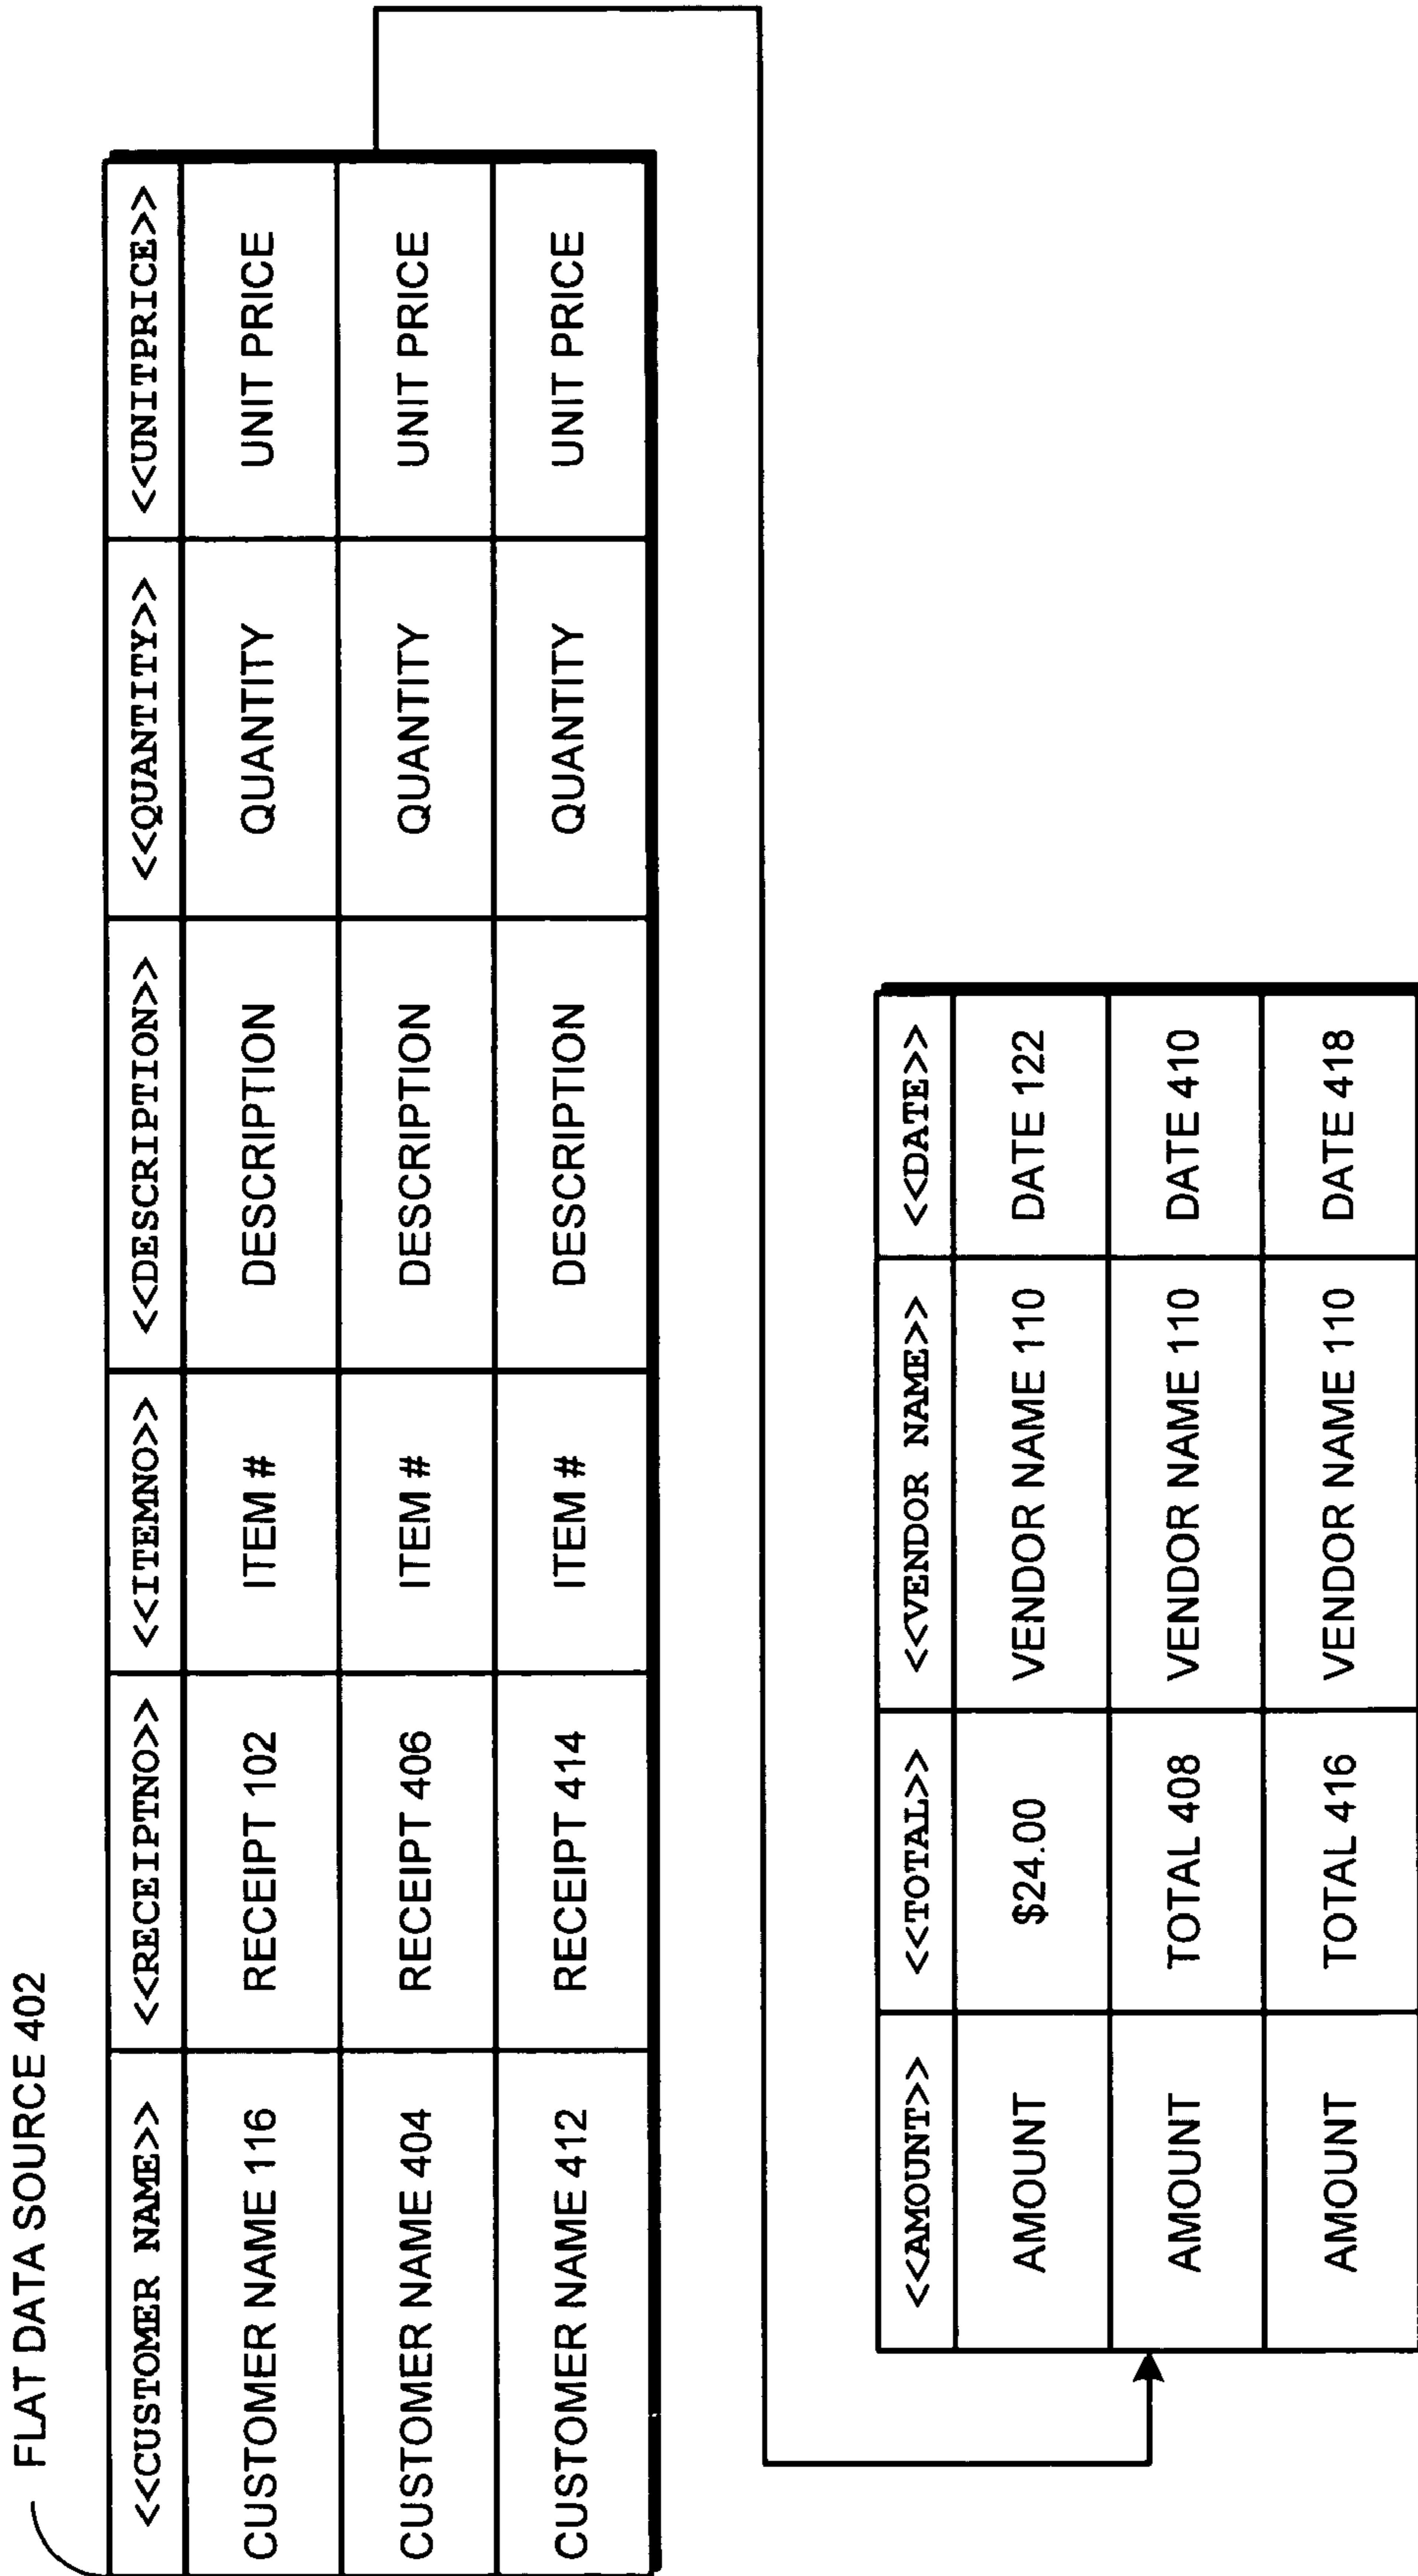 FLAT DATA SOURCE 402
<<CUSTOMER NAME>> <<RECEIPTNO>> <<ITEMNO>> <<DESCRIPTION>> <<QUANTITY>> <<UNITPRICE>>
CUSTOMER NAME 116 RECEIPT 102 ITEM # DESCRIPTION QUANTITY UNIT PRICE
CUSTOMER NAME 404 RECEIPT 406 ITEM # DESCRIPTION QUANTITY UNIT PRICE
CUSTOMER NAME 412 RECEIPT 414 ITEM # DESCRIPTION QUANTITY UNIT PRICE
<<AMOUNT>> <<TOTAL>> <<VENDOR NAME>> <<DATE>>
AMOUNT $24.00 VENDOR NAME 110 DATE 122
AMOUNT TOTAL 408 VENDOR NAME 110 DATE 410
AMOUNT TOTAL 416 VENDOR NAME 110 DATE 418